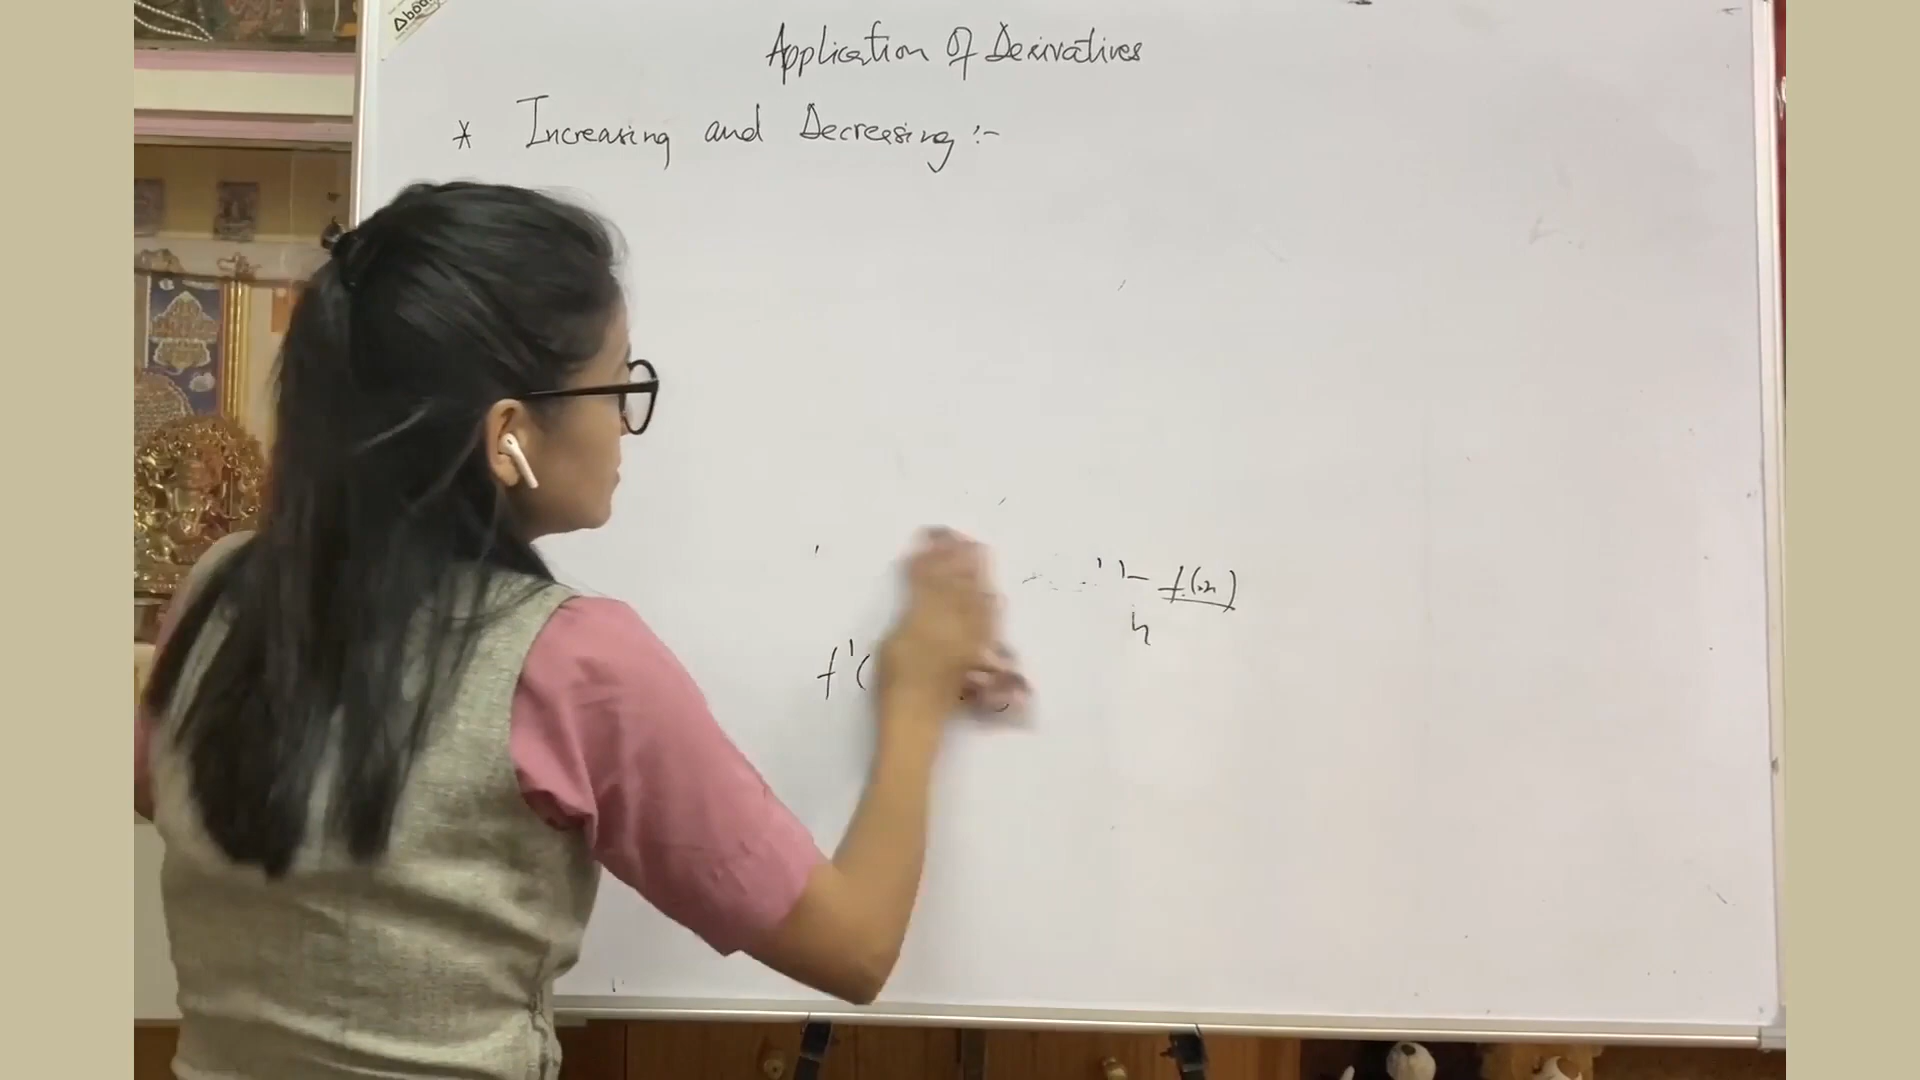 Application Of Derivatives
* Increasing and Decreasing :-
- f(x)
h
f'(